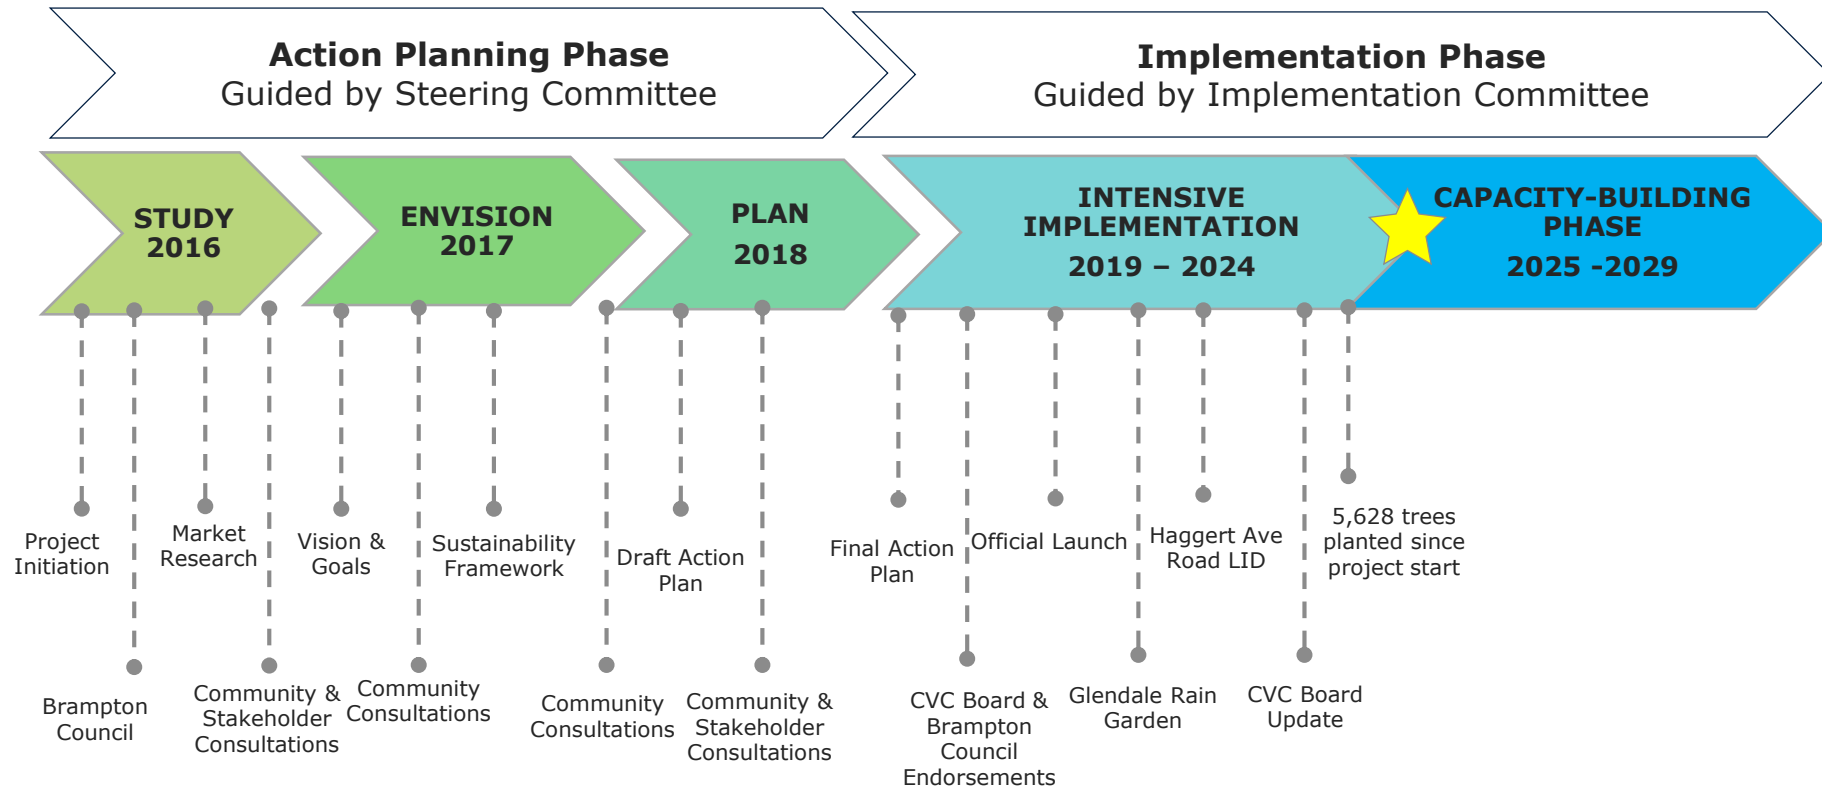 Action Planning Phase
Guided by Steering Committee
Implementation Phase
Guided by Implementation Committee
STUDY
2016
ENVISION
2017
PLAN
2018
INTENSIVE
IMPLEMENTATION
2019 – 2024
CAPACITY-BUILDING
PHASE
2025 -2029
Project
Initiation
Market
Research
Vision &
Goals
Sustainability
Framework
Draft Action
Plan
Final Action
Plan
Official Launch
Haggert Ave
Road LID
5,628 trees
planted since
project start
Brampton
Council
Community &
Stakeholder
Consultations
Community
Consultations
Community
Consultations
Community &
Stakeholder
Consultations
CVC Board &
Brampton
Council
Endorsements
Glendale Rain
Garden
CVC Board
Update